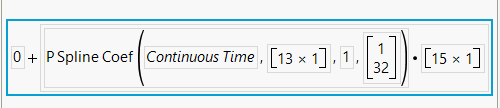 0 + P Spline Coef(Continuous Time, [13 × 1], 1, [1
32]) • [15 × 1]